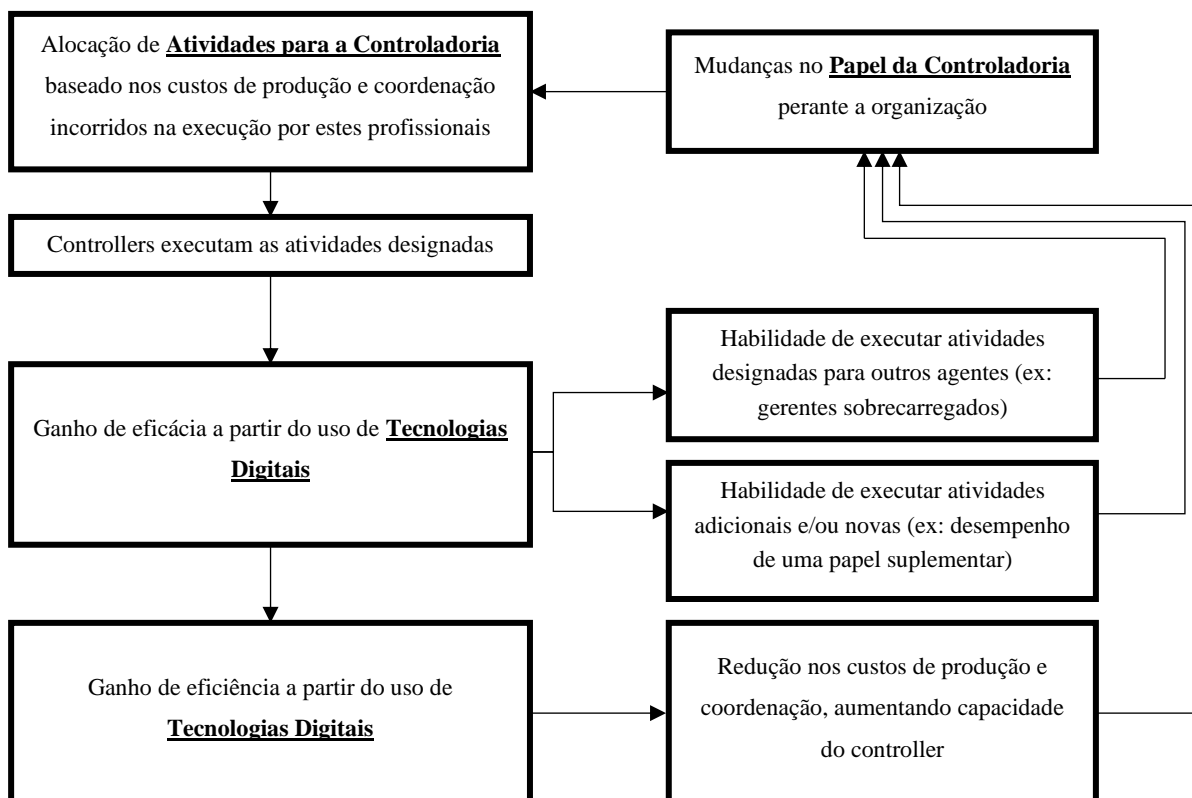 Alocação de Atividades para a Controladoria
baseado nos custos de produção e coordenação
incorridos na execução por estes profissionais
Mudanças no Papel da Controladoria
perante a organização
Controllers executam as atividades designadas
Ganho de eficácia a partir do uso de Tecnologias
Digitais
Habilidade de executar atividades
designadas para outros agentes (ex:
gerentes sobrecarregados)
Habilidade de executar atividades
adicionais e/ou novas (ex: desempenho
de uma papel suplementar)
Ganho de eficiência a partir do uso de
Tecnologias Digitais
Redução nos custos de produção e
coordenação, aumentando capacidade
do controller